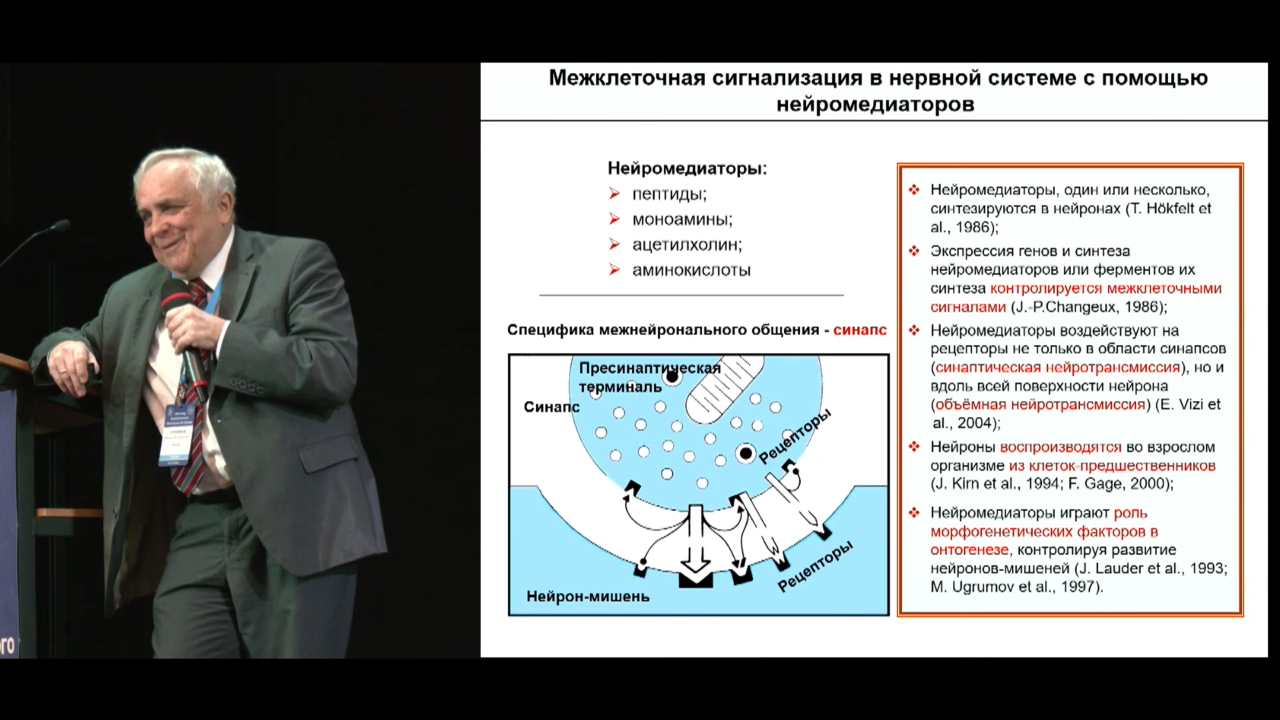 Межклеточная сигнализация в нервной системе с помощью
нейромедиаторов
Нейромедиаторы:
пептиды;
моноамины;
ацетилхолин;
аминокислоты
Специфика межнейронального общения - синапс
Пресинаптическая
терминаль
Синапс
Рецепторы
Рецепторы
Нейрон-мишень
Нейромедиаторы, один или несколько,
синтезируются в нейронах (T. Hökfelt et
al., 1986);
Экспрессия генов и синтеза
нейромедиаторов или ферментов их
синтеза контролируется межклеточными
сигналами (J.-P.Changeux, 1986);
Нейромедиаторы воздействуют на
рецепторы не только в области синапсов
(синаптическая нейротрансмиссия), но и
вдоль всей поверхности нейрона
(объёмная нейротрансмиссия) (E. Vizi et
al., 2004);
Нейроны воспроизводятся во взрослом
организме из клеток-предшественников
(J. Kirn et al., 1994; F. Gage, 2000);
Нейромедиаторы играют роль
морфогенетических факторов в
онтогенезе, контролируя развитие
нейронов-мишеней (J. Lauder et al., 1993;
M. Ugrumov et al., 1997).
ого